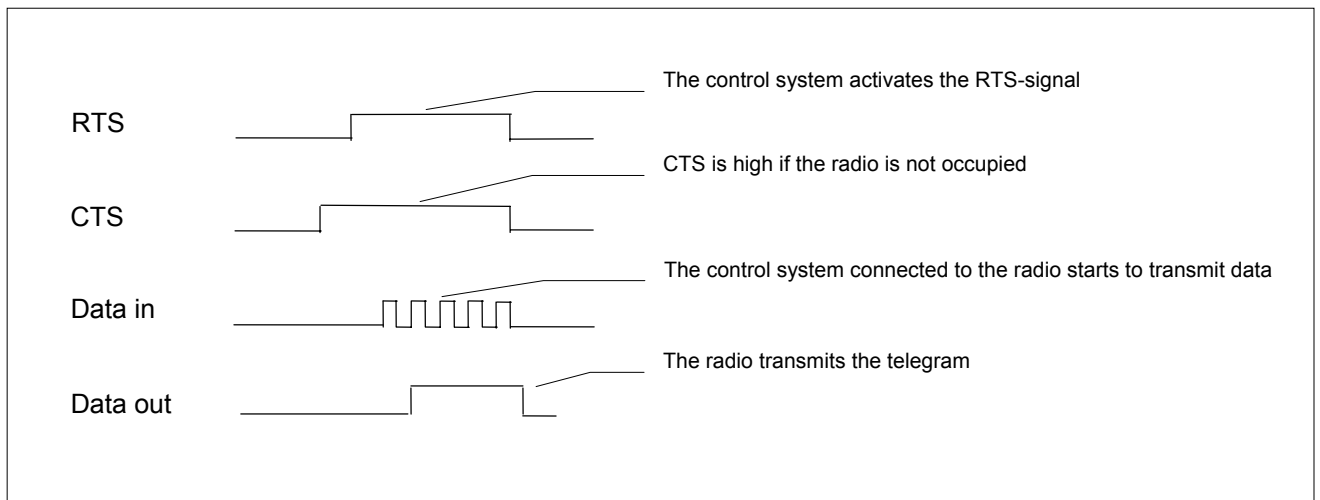 The control system activates the RTS-signal
RTS
CTS is high if the radio is not occupied
CTS
The control system connected to the radio starts to transmit data
Data in
The radio transmits the telegram
Data out